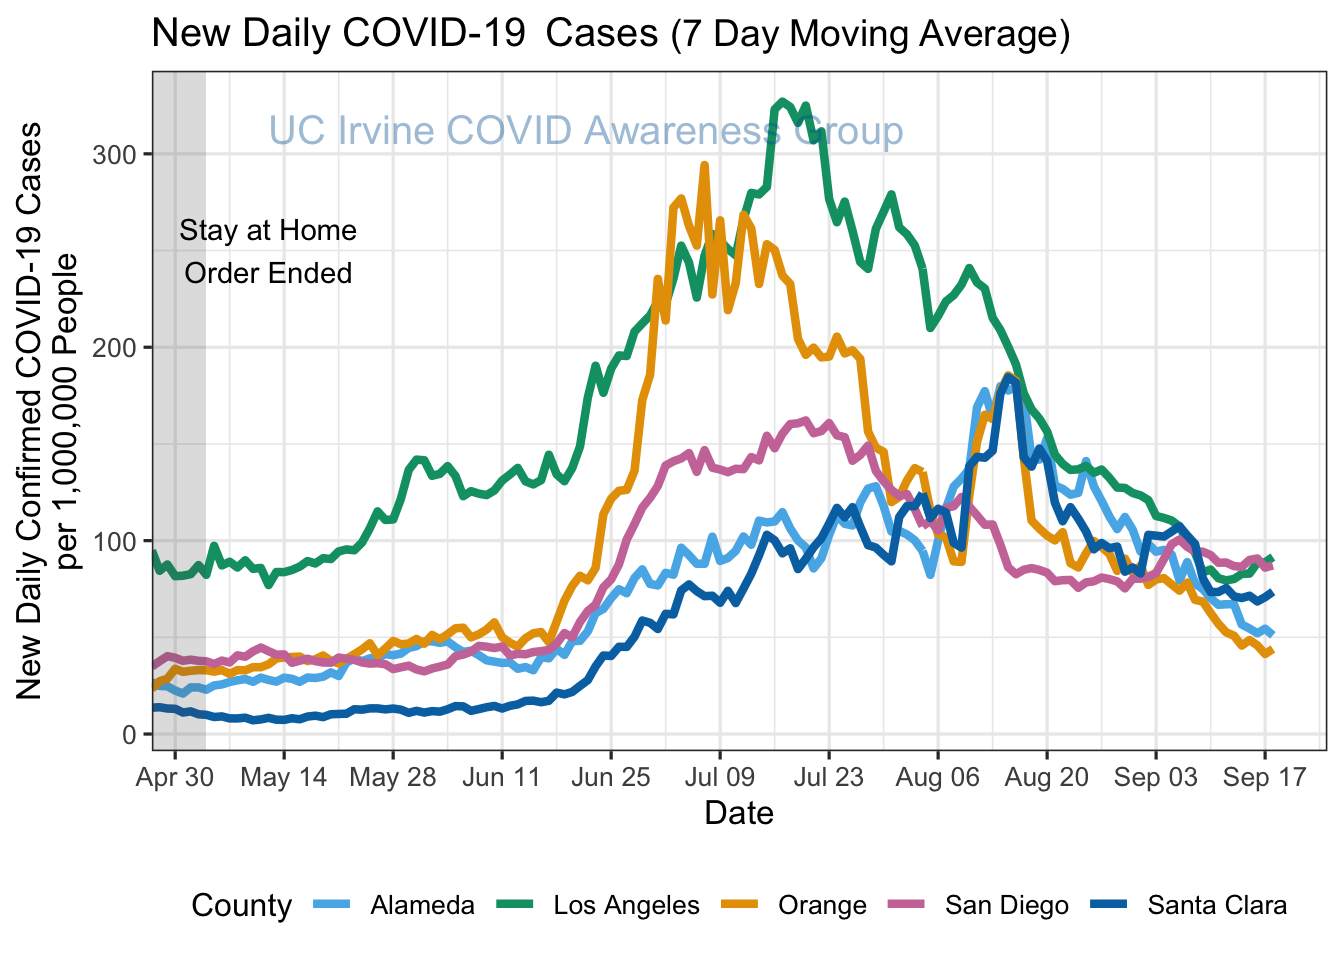 New Daily COVID-19 Cases (7 Day Moving Average)
UC Irvine COVID Awareness Group
Stay at Home
Order Ended
New Daily Confirmed COVID-19 Cases
per 1,000,000 People
300
200
100
0
Apr 30 May 14 May 28 Jun 11 Jun 25 Jul 09 Jul 23 Aug 06 Aug 20 Sep 03 Sep 17
Date
County Alameda Los Angeles Orange San Diego Santa Clara